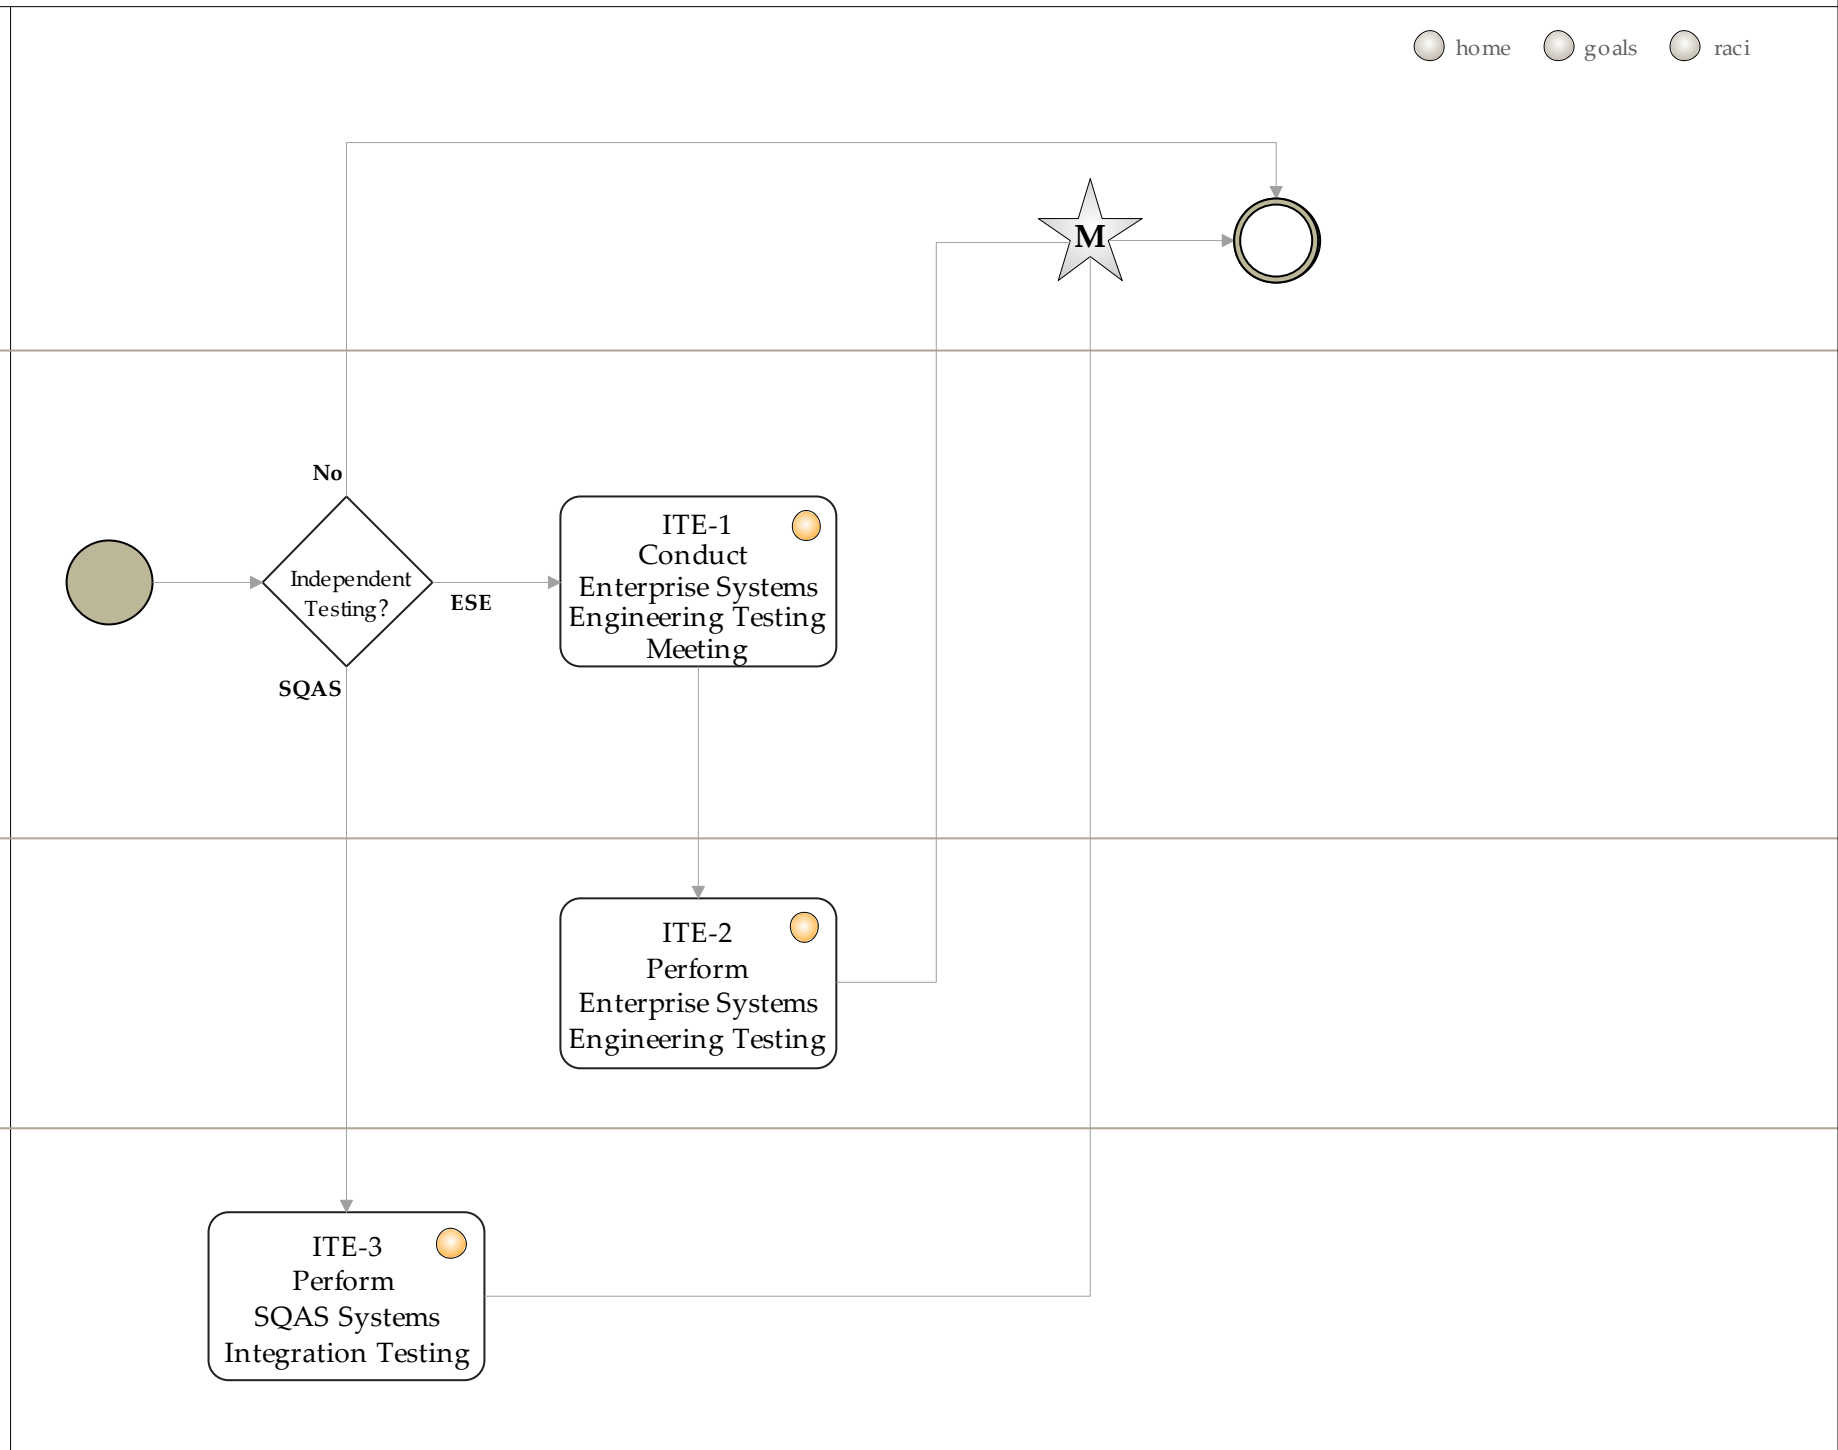 home
goals
raci
M
No
Independent
Testing?
ESE
SQAS
ITE-1
Conduct
Enterprise Systems
Engineering Testing
Meeting
ITE-2
Perform
Enterprise Systems
Engineering Testing
ITE-3
Perform
SQAS Systems
Integration Testing